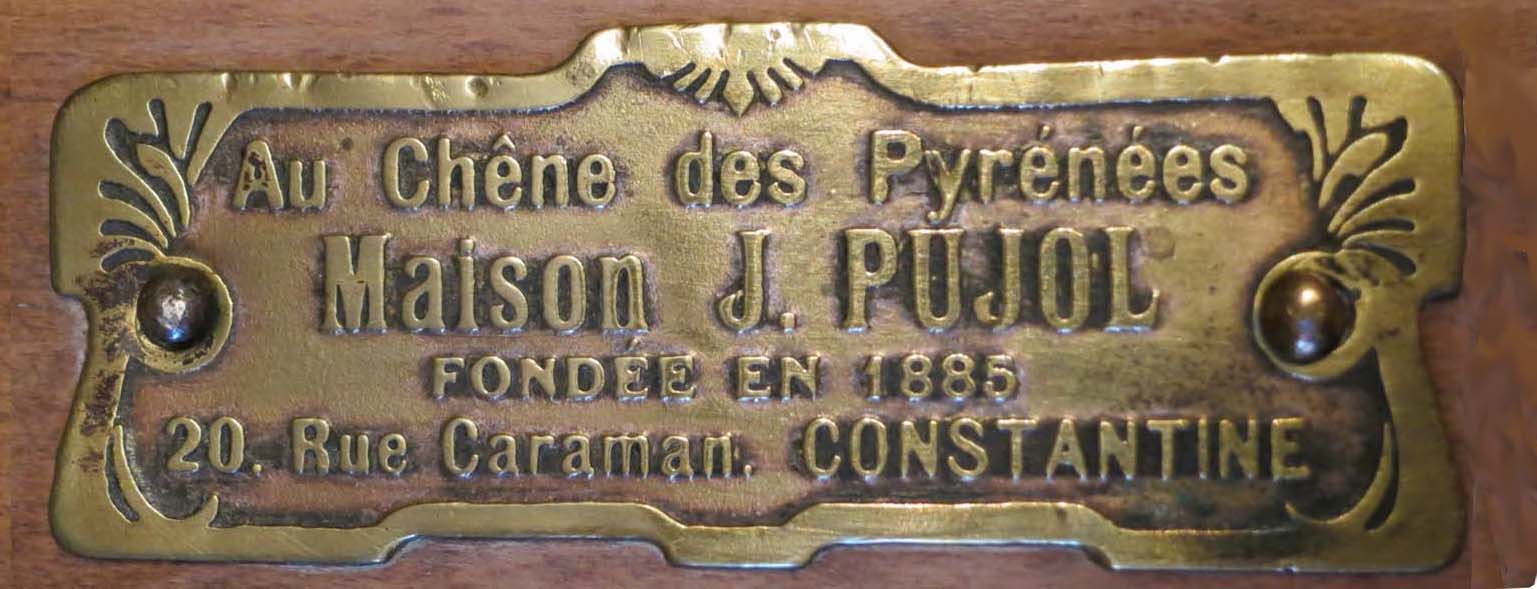 Au Chêne des Pyrénées
Maison J. PUJOL
FONDÉE EN 1885
20. Rue Caraman. CONSTANTINE